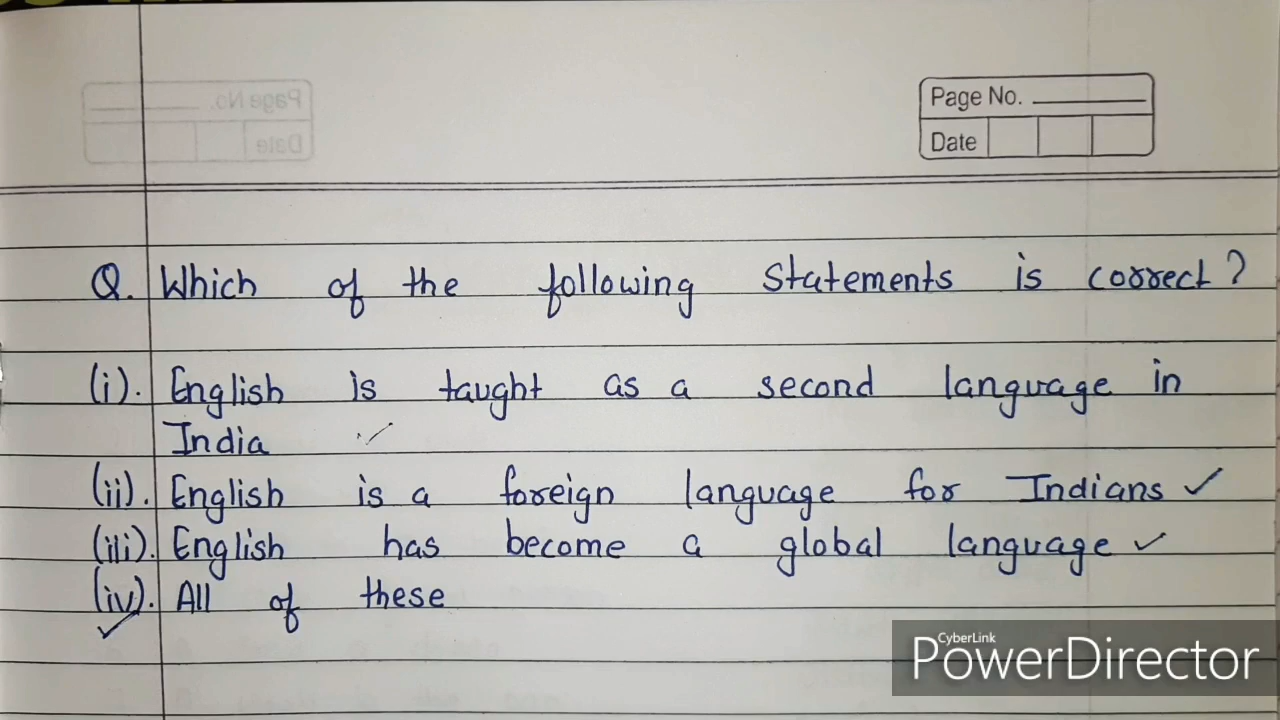 Page No.
Date
Q. Which of the following Statements is correct?
(i). English is taught as a second language in
India ✓
(ii). English is a foreign language for Indians ✓
(iii). English has become a global language ✓
(iv). All of these
✓
CyberLink
PowerDirector